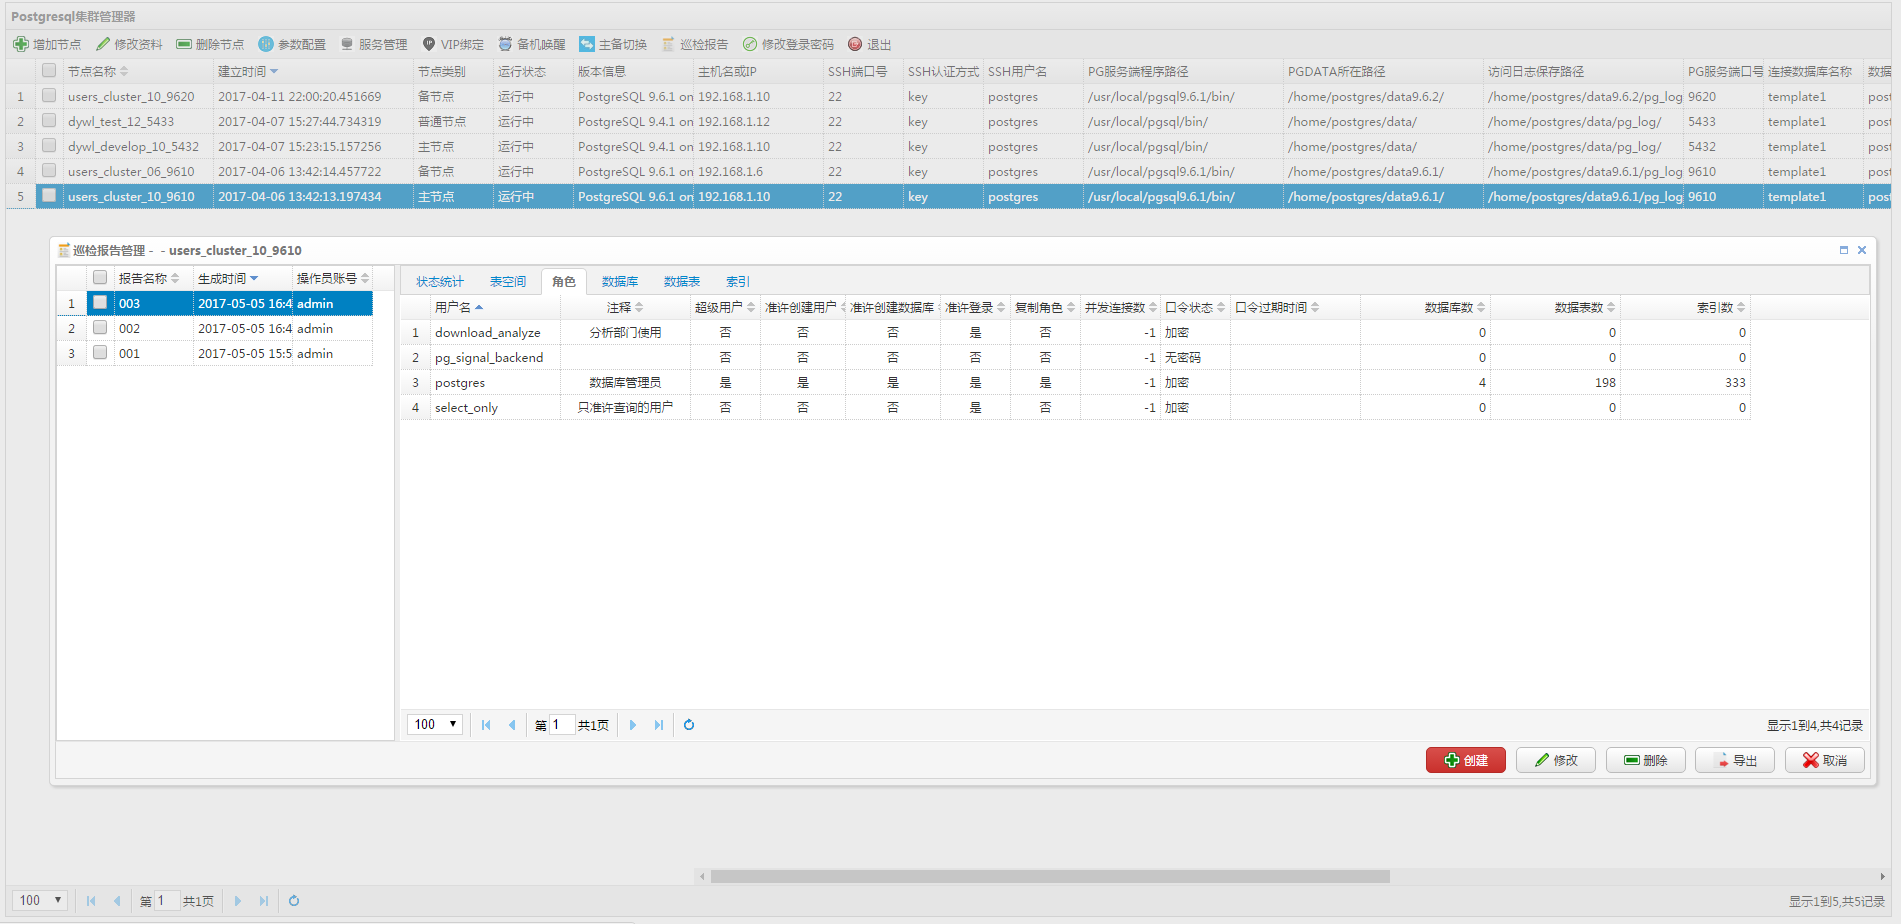 Postgresql集群管理器
增加节点 修改资料 删除节点 参数配置 服务管理 VIP绑定 备机唤醒 主备切换 巡检报告 修改登录密码 退出
节点名称 建立时间 节点类别 运行状态 版本信息 主机名或IP SSH端口号 SSH认证方式 SSH用户名 PG服务端程序路径 PGDATA所在路径 访问日志保存路径 PG服务端口号 连接数据库名称 数据
1 users_cluster_10_9620 2017-04-11 22:00:20.451669 备节点 运行中 PostgreSQL 9.6.1 on 192.168.1.10 22 key postgres /usr/local/pgsql9.6.1/bin/ /home/postgres/data9.6.2/ /home/postgres/data9.6.2/pg_log 9620 template1 post
2 dywl_test_12_5433 2017-04-07 15:27:44.734319 普通节点 运行中 PostgreSQL 9.4.1 on 192.168.1.12 22 key postgres /usr/local/pgsql/bin/ /home/postgres/data/ /home/postgres/data/pg_log/ 5433 template1 post
3 dywl_develop_10_5432 2017-04-07 15:23:15.157256 主节点 运行中 PostgreSQL 9.4.1 on 192.168.1.10 22 key postgres /usr/local/pgsql/bin/ /home/postgres/data/ /home/postgres/data/pg_log/ 5432 template1 post
4 users_cluster_06_9610 2017-04-06 13:42:14.457722 备节点 运行中 PostgreSQL 9.6.1 on 192.168.1.6 22 key postgres /usr/local/pgsql9.6.1/bin/ /home/postgres/data9.6.1/ /home/postgres/data9.6.1/pg_log 9610 template1 post
5 users_cluster_10_9610 2017-04-06 13:42:13.197434 主节点 运行中 PostgreSQL 9.6.1 on 192.168.1.10 22 key postgres /usr/local/pgsql9.6.1/bin/ /home/postgres/data9.6.1/ /home/postgres/data9.6.1/pg_log 9610 template1 post
巡检报告管理 - - users_cluster_10_9610
报告名称 生成时间 操作员账号
1 003 2017-05-05 16:4 admin
2 002 2017-05-05 16:4 admin
3 001 2017-05-05 15:5 admin
状态统计 表空间 角色 数据库 数据表 索引
用户名 注释 超级用户 准许创建用户 准许创建数据库 准许登录 复制角色 并发连接数 口令状态 口令过期时间 数据库数 数据表数 索引数
1 download_analyze 分析部门使用 否 否 否 是 否 -1 加密 0 0 0
2 pg_signal_backend 否 否 否 否 否 -1 无密码 0 0 0
3 postgres 数据库管理员 是 是 是 是 是 -1 加密 4 198 333
4 select_only 只准许查询的用户 否 否 否 是 否 -1 加密 0 0 0
100 第 1 共1页 显示1到4,共4记录
创建 修改 删除 导出 取消
100 第 1 共1页 显示1到5,共5记录